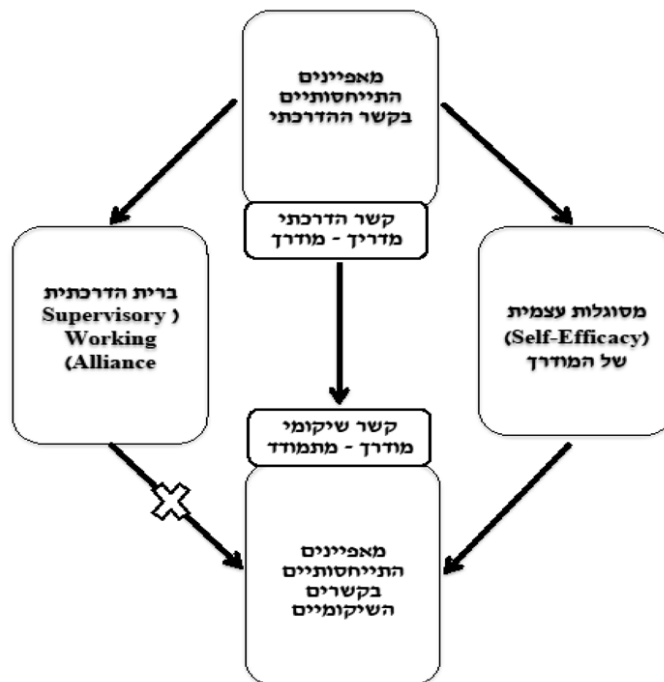 מאפיינים
התייחסותיים
בקשר ההדרכתי
קשר הדרכתי
מדריך - מודרך
ברית הדרכתית
Supervisory )
Working
(Alliance
מסוגלות עצמית
(Self-Efficacy)
של המודרך
קשר שיקומי
מודרך - מתמודד
מאפיינים
התייחסותיים
בקשרים
השיקומיים